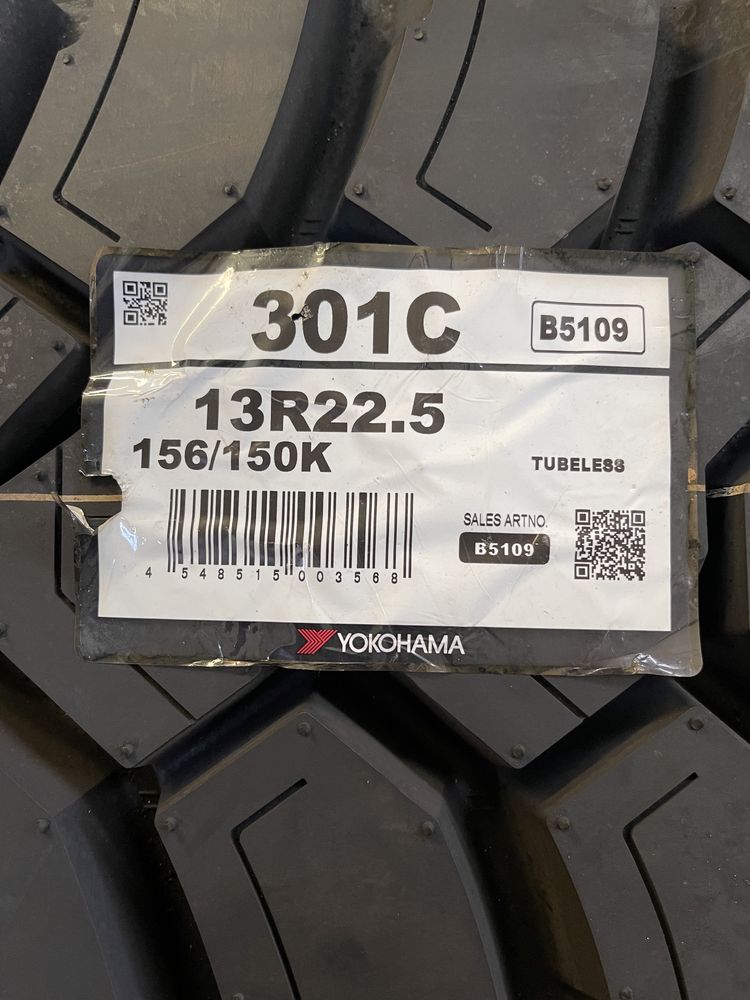 301C
B5109
13R22.5
156/150K
TUBELESS
SALES ARTNO.
B5109
4 548515 003568
YOKOHAMA